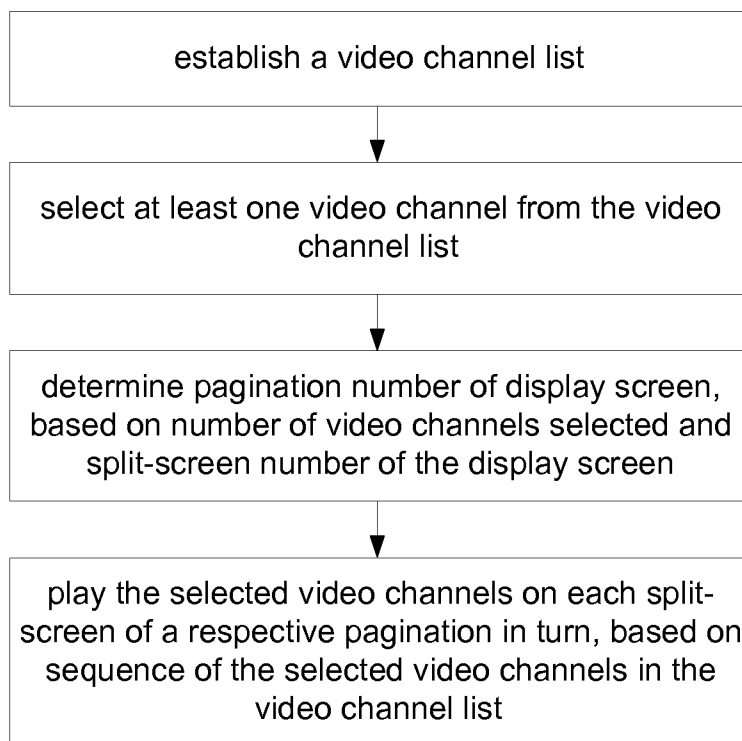 establish a video channel list
select at least one video channel from the video
channel list
determine pagination number of display screen,
based on number of video channels selected and
split-screen number of the display screen
play the selected video channels on each split-
screen of a respective pagination in turn, based on
sequence of the selected video channels in the
video channel list